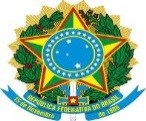 REPÚBLICA FEDERATIVA DO BRASIL
15 de Novembro
de 1889